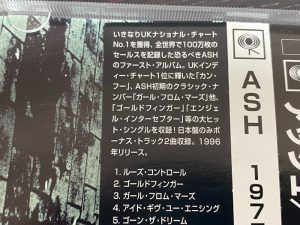 いきなりUKナショナル・チャート
No.1を獲得、全世界で100万枚の
セールスを記録した恐るべきASH
のファースト・アルバム。UKイン
ディー・チャート1位に輝いた「カン・
フー」、ASH初期のクラシック・ナ
ンバー「ガール・フロム・マーズ」他、
「ゴールドフィンガー」「エンジェ
ル・インターセプター」等の大ヒッ
ト・シングルを収録!日本盤のみボ
ーナス・トラック2曲収録。1996
年リリース。
1. ルーズ・コントロール
2. ゴールドフィンガー
3. ガール・フロム・マーズ
4. アイド・ギヴ・ユー・エニシング
5. ゴーン・ザ・ドリーム
ASH 197